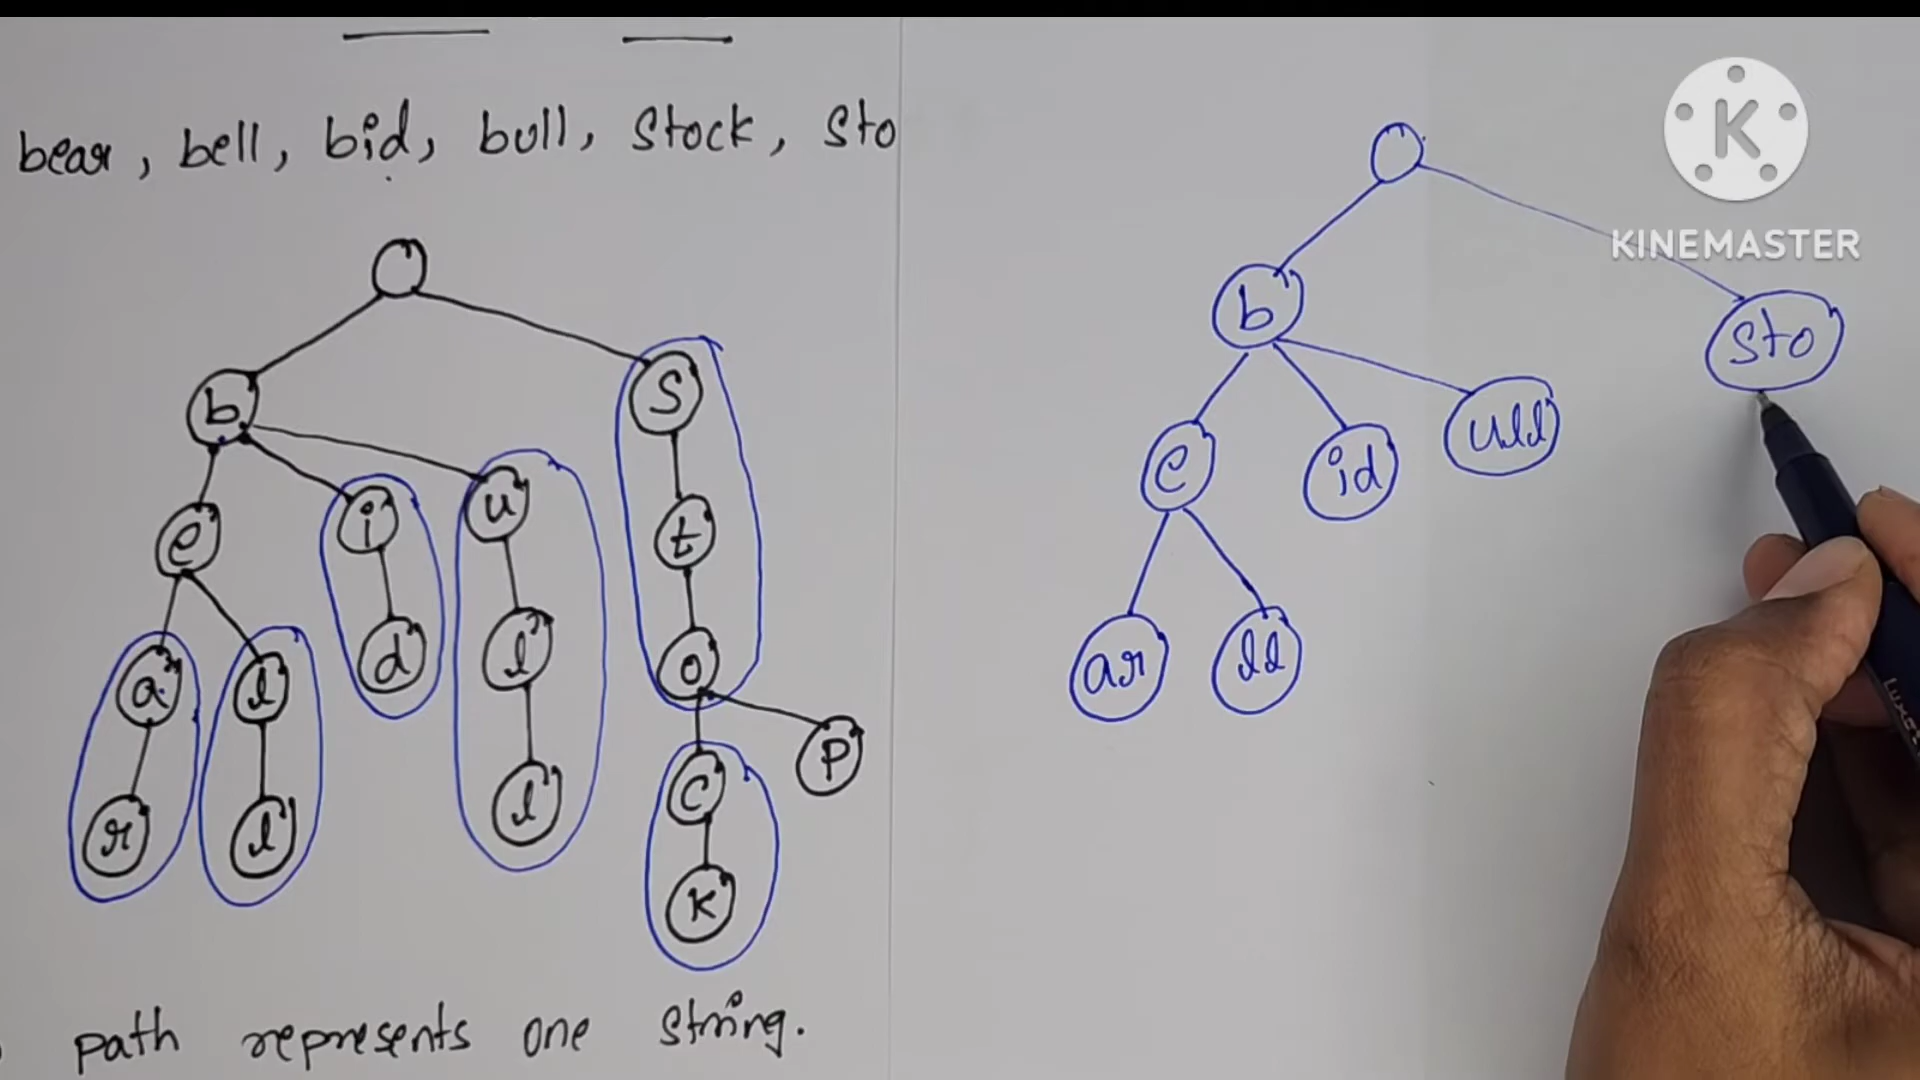 bear, bell, bid, bull, Stock, Sto
K
KINEMASTER
b
S
b
sto
e
i
u
t
e
id
ull
a
l
d
l
o
ar
ll
r
l
l
C
P
K
path represents one string.